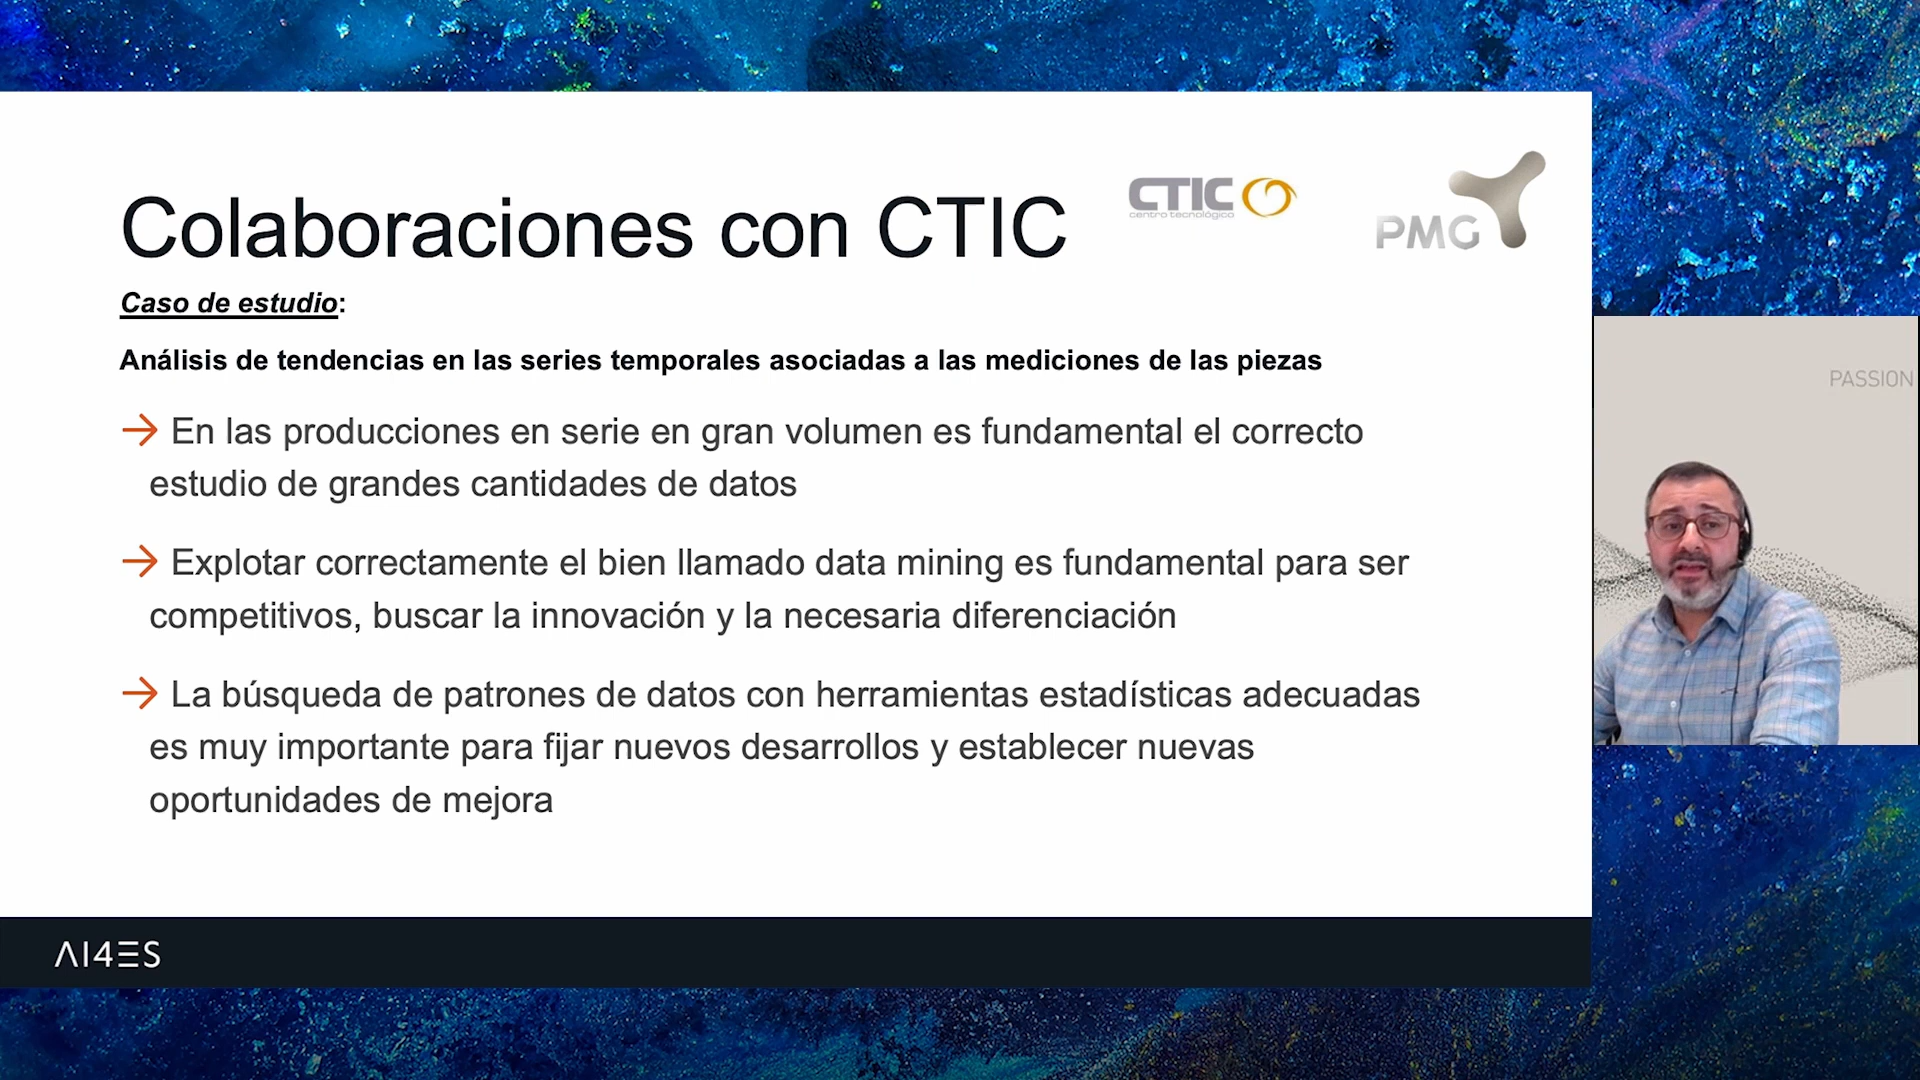 Colaboraciones con CTIC
CTIC
centro tecnológico
PMG
Caso de estudio:
Análisis de tendencias en las series temporales asociadas a las mediciones de las piezas
→ En las producciones en serie en gran volumen es fundamental el correcto
estudio de grandes cantidades de datos
→ Explotar correctamente el bien llamado data mining es fundamental para ser
competitivos, buscar la innovación y la necesaria diferenciación
→ La búsqueda de patrones de datos con herramientas estadísticas adecuadas
es muy importante para fijar nuevos desarrollos y establecer nuevas
oportunidades de mejora
PASSION
AI4ES